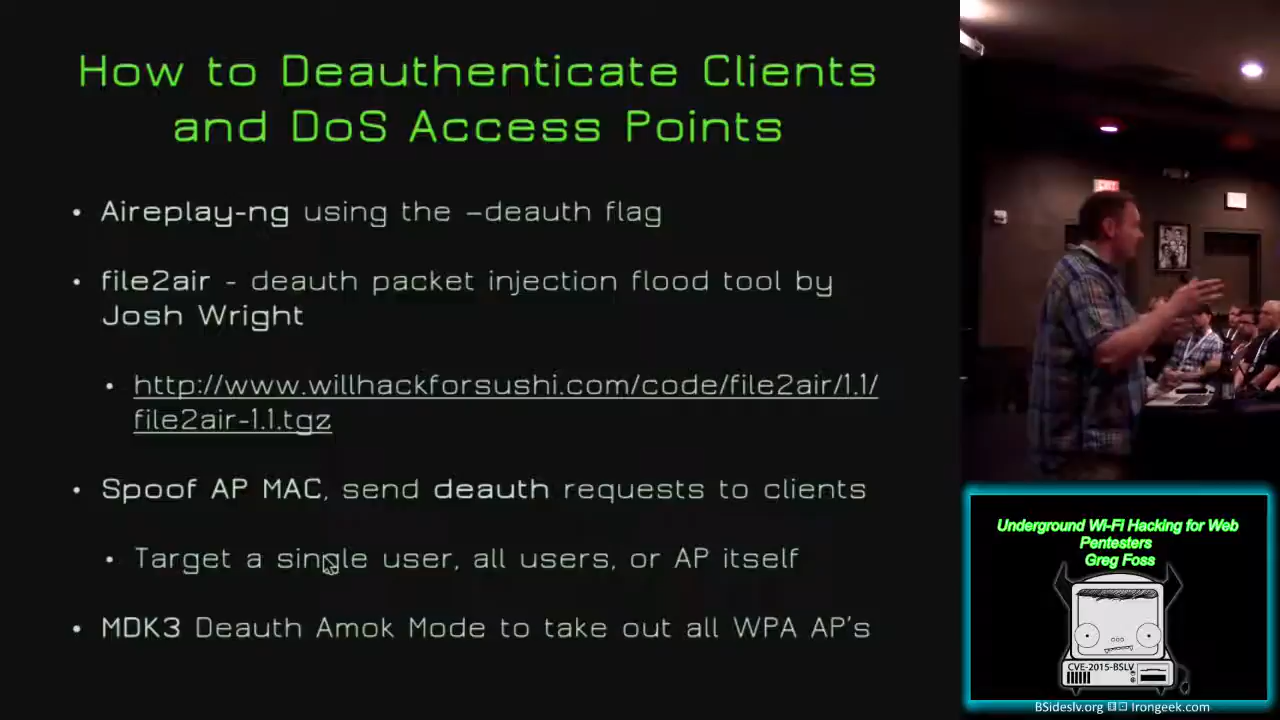 How to Deauthenticate Clients
and DoS Access Points
• Aireplay-ng using the –deauth flag
• file2air - deauth packet injection flood tool by
Josh Wright
• http://www.willhackforsushi.com/code/file2air/1.1/
file2air-1.1.tgz
• Spoof AP MAC, send deauth requests to clients
• Target a single user, all users, or AP itself
• MDK3 Deauth Amok Mode to take out all WPA AP's
EXIT
Underground Wi-Fi Hacking for Web
Pentesters
Greg Foss
CVE-2015-BSLV
BSideslv.org Irongeek.com